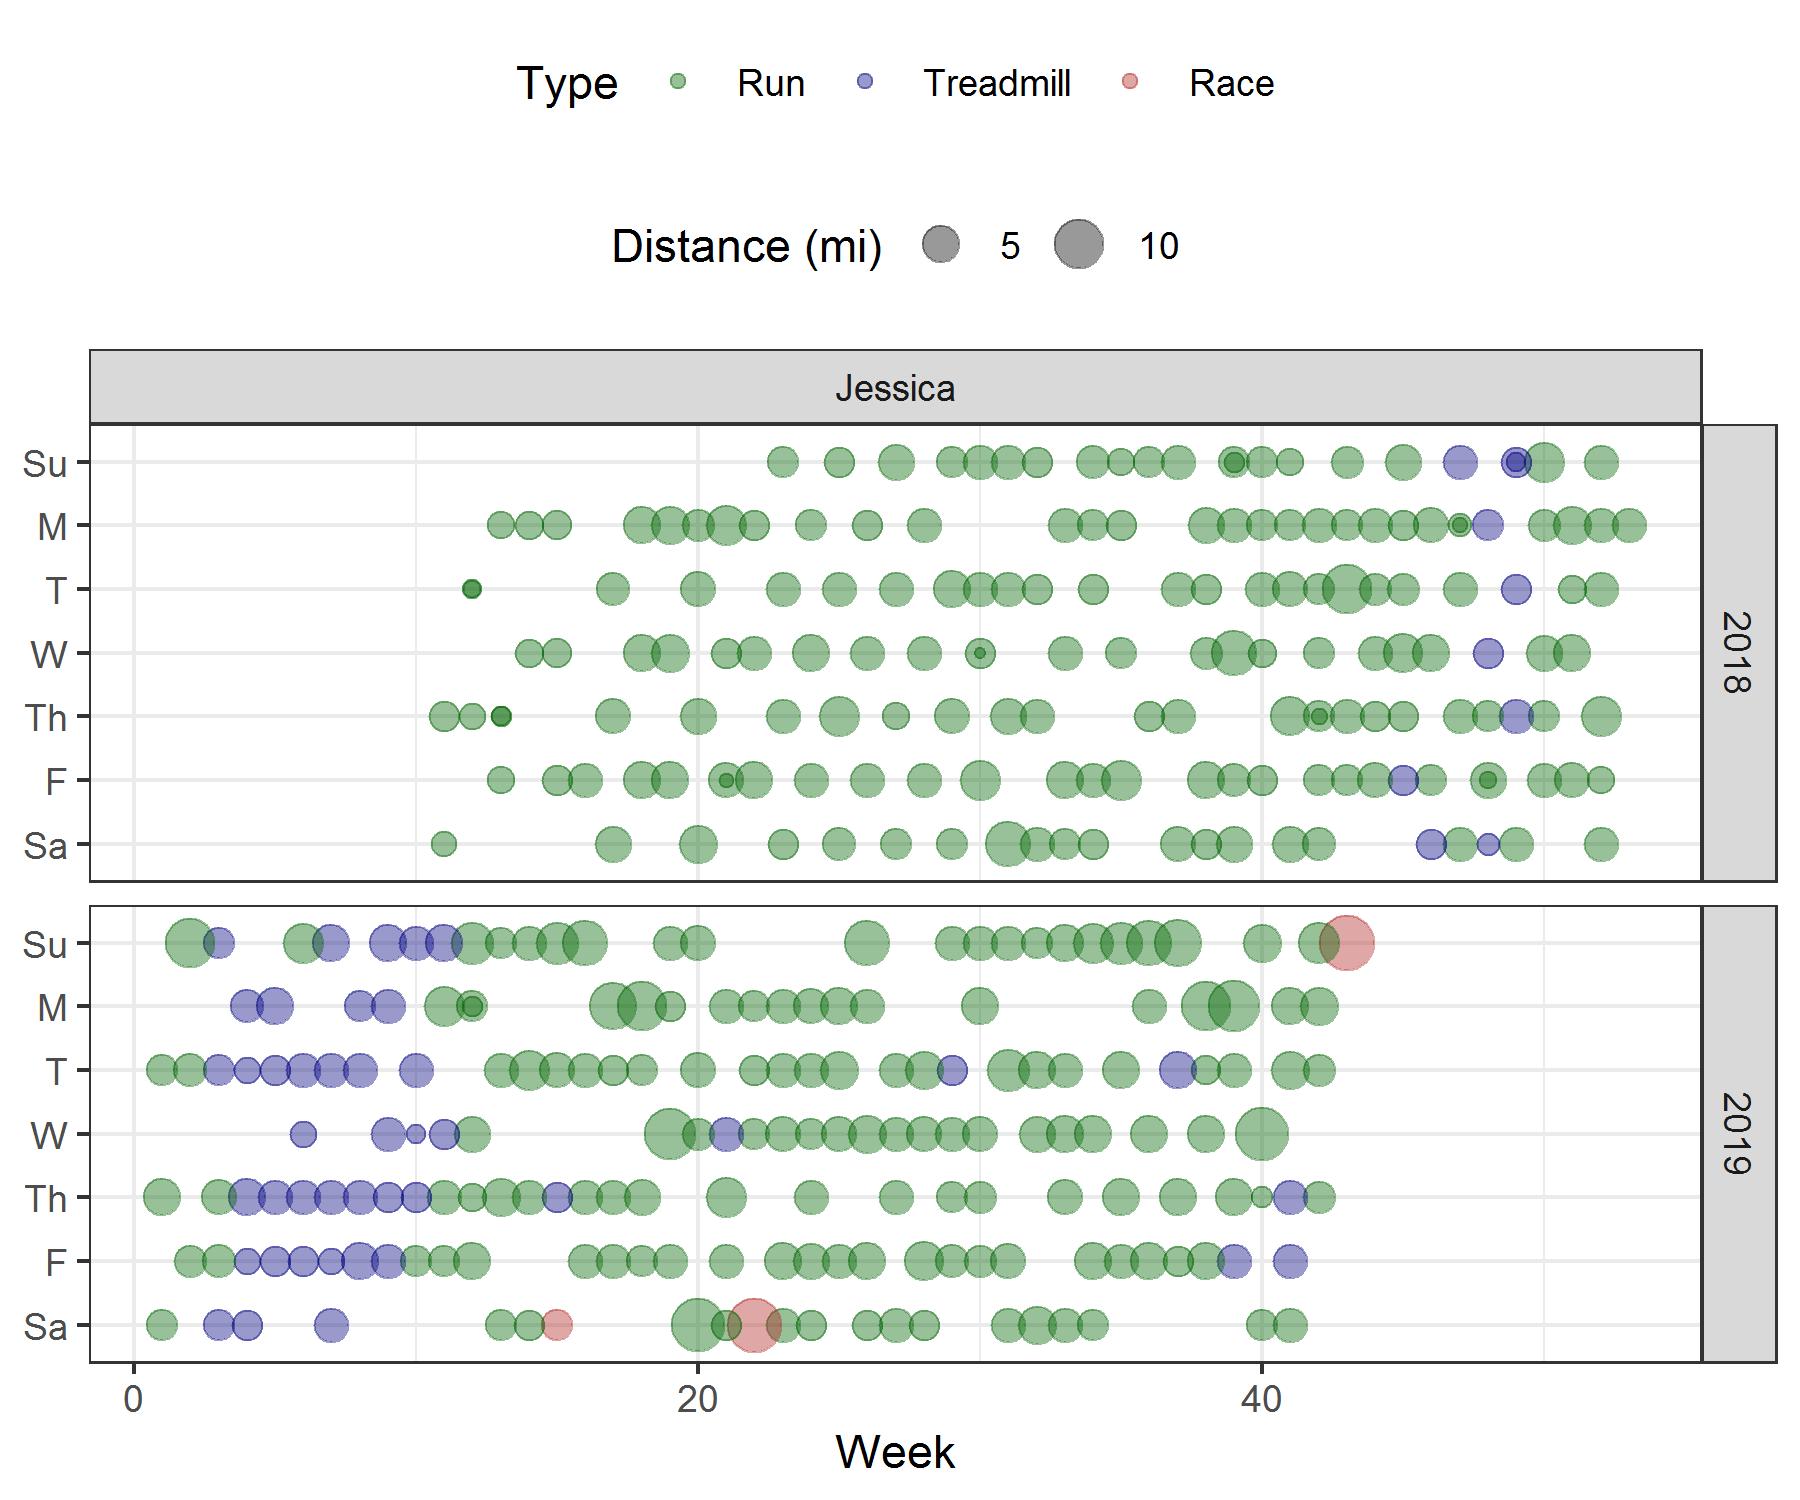 Type Run Treadmill Race
Distance (mi) 5 10
Jessica
Su
M
T
W
Th
F
Sa
2018
Su
M
T
W
Th
F
Sa
2019
0 20 40
Week